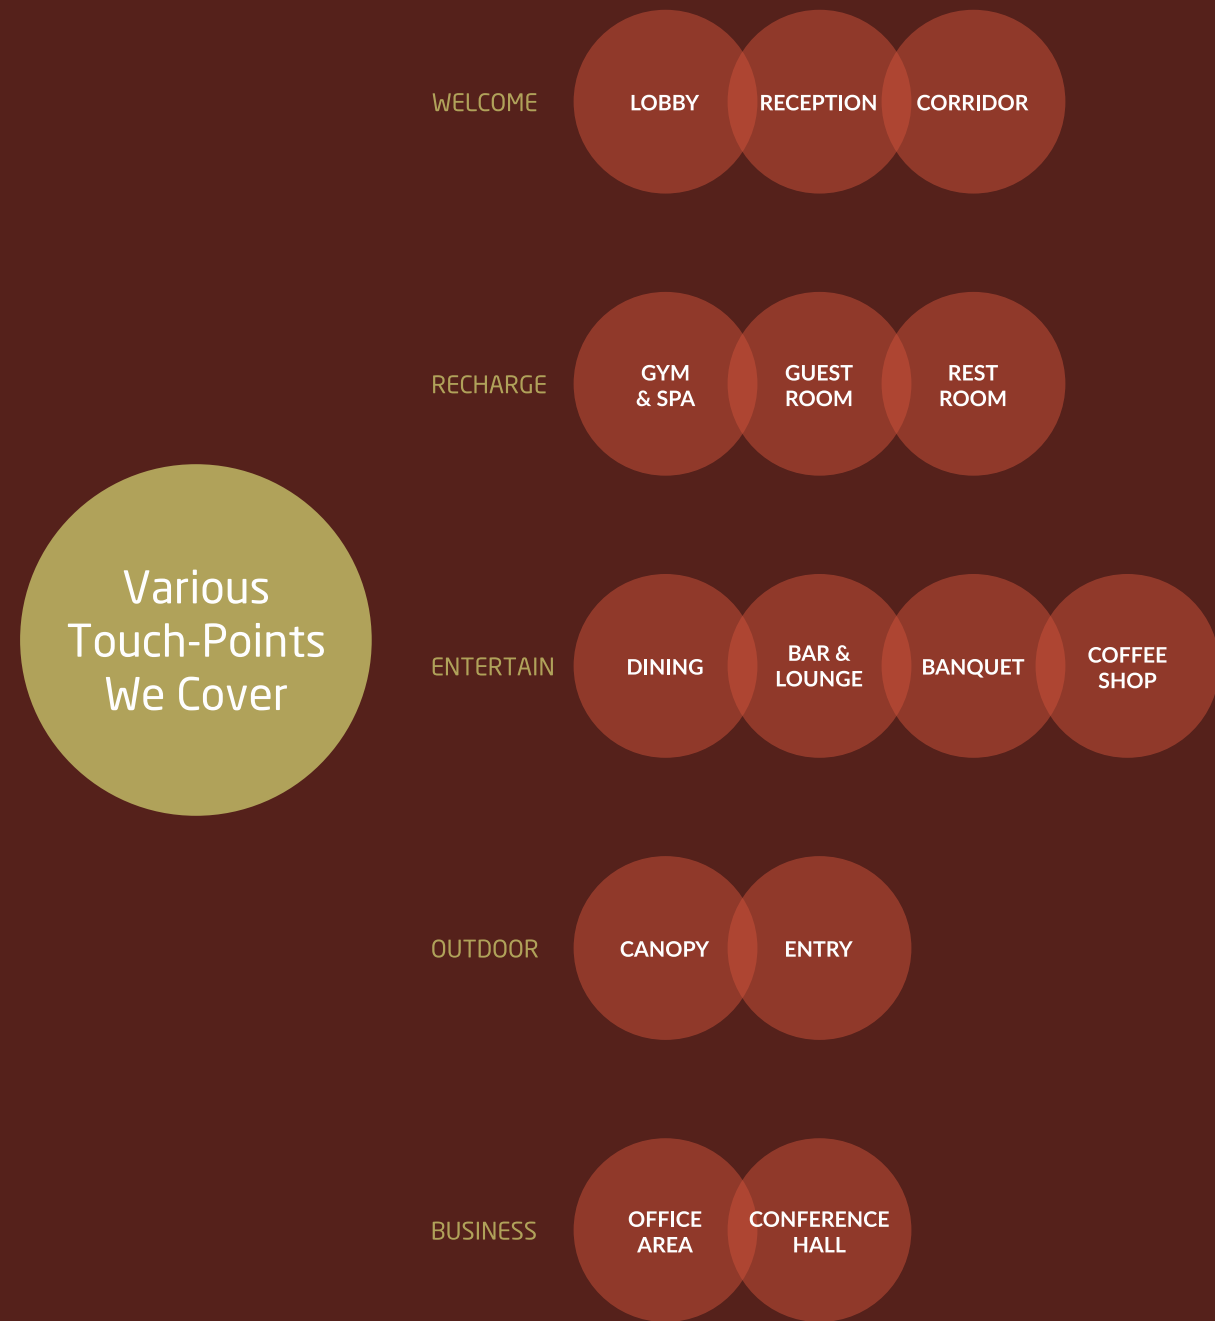 WELCOME
LOBBY
RECEPTION
CORRIDOR
RECHARGE
GYM
& SPA
GUEST
ROOM
REST
ROOM
Various
Touch-Points
We Cover
ENTERTAIN
DINING
BAR &
LOUNGE
BANQUET
COFFEE
SHOP
OUTDOOR
CANOPY
ENTRY
BUSINESS
OFFICE
AREA
CONFERENCE
HALL